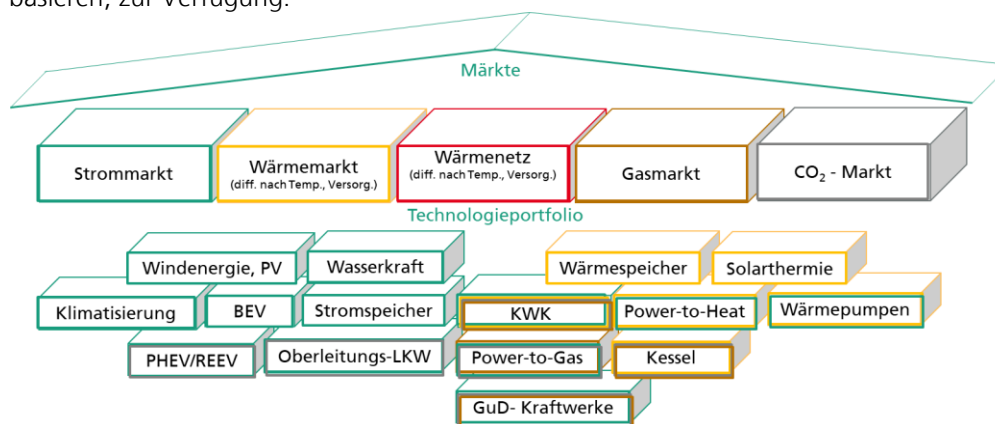 basieren, zur Verfügung.
Märkte
Strommarkt
Wärmemarkt
(diff. nach Temp., Versorg.)
Wärmenetz
(diff. nach Temp., Versorg.)
Gasmarkt
CO₂ - Markt
Technologieportfolio
Windenergie, PV
Wasserkraft
Wärmespeicher
Solarthermie
Klimatisierung
BEV
Stromspeicher
KWK
Power-to-Heat
Wärmepumpen
PHEV/REEV
Oberleitungs-LKW
Power-to-Gas
Kessel
GuD- Kraftwerke